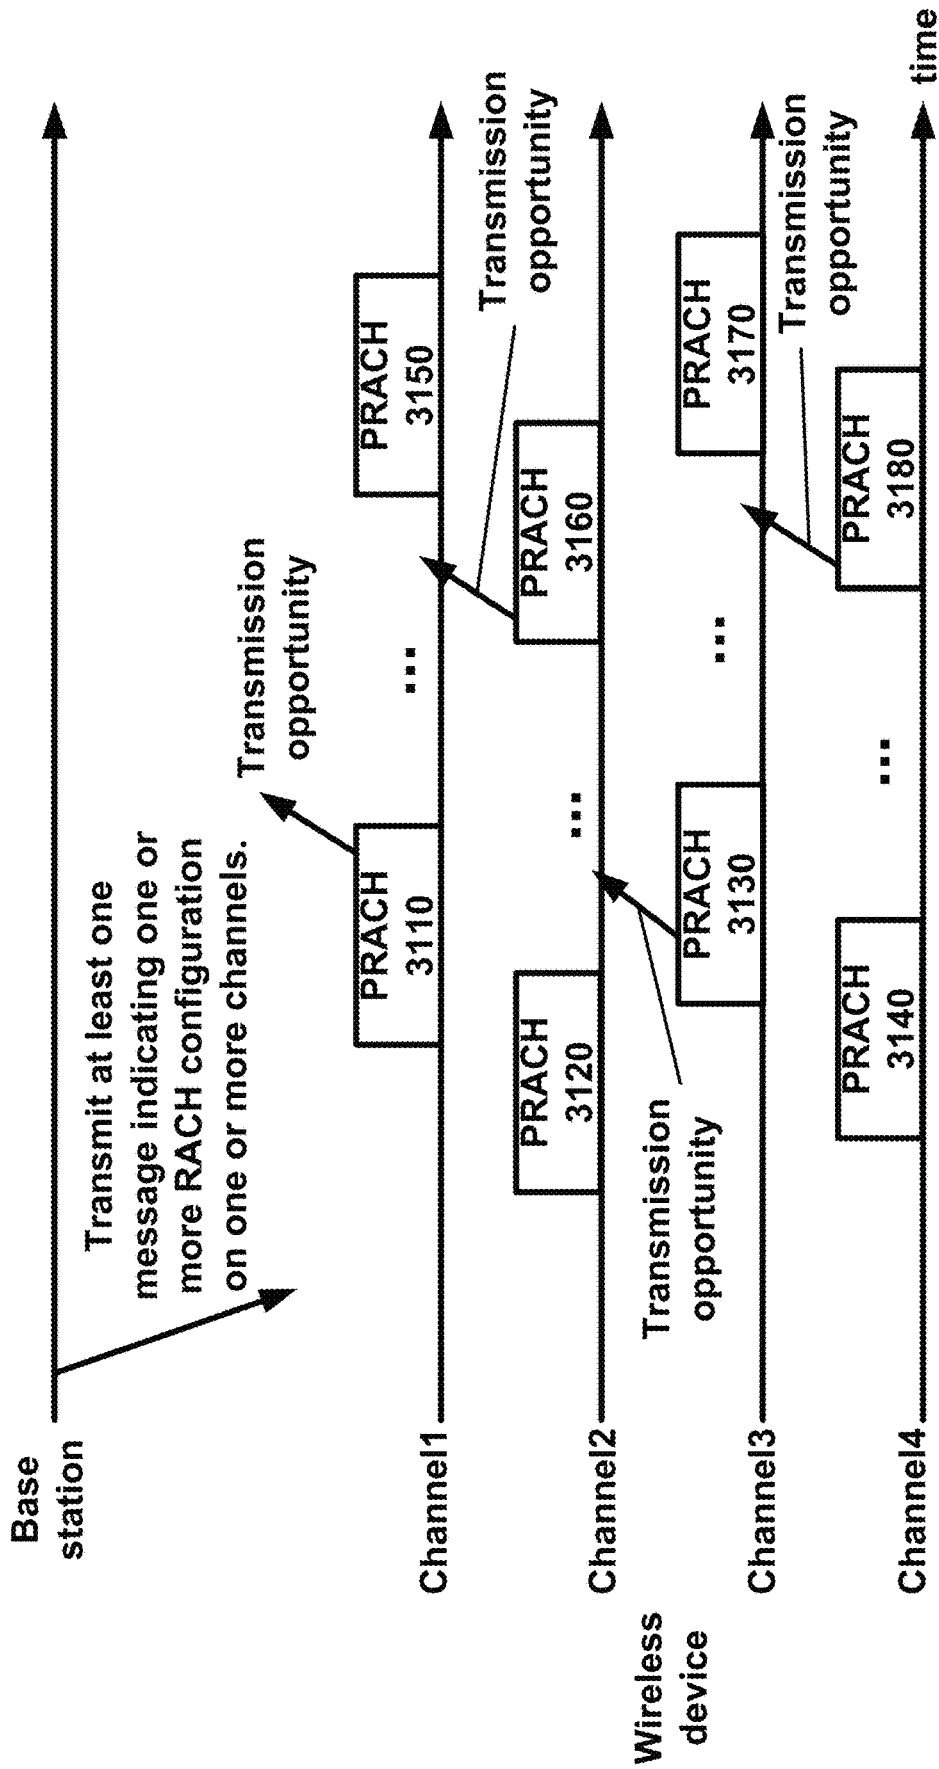 Base
station
Transmit at least one
message indicating one or
more RACH configuration
on one or more channels.
Transmission
opportunity
Channel1
PRACH
3110
...
PRACH
3150
Transmission
opportunity
Channel2
PRACH
3120
...
PRACH
3160
Wireless
device
Transmission
opportunity
Channel3
PRACH
3130
...
PRACH
3170
Transmission
opportunity
Channel4
PRACH
3140
...
PRACH
3180
time